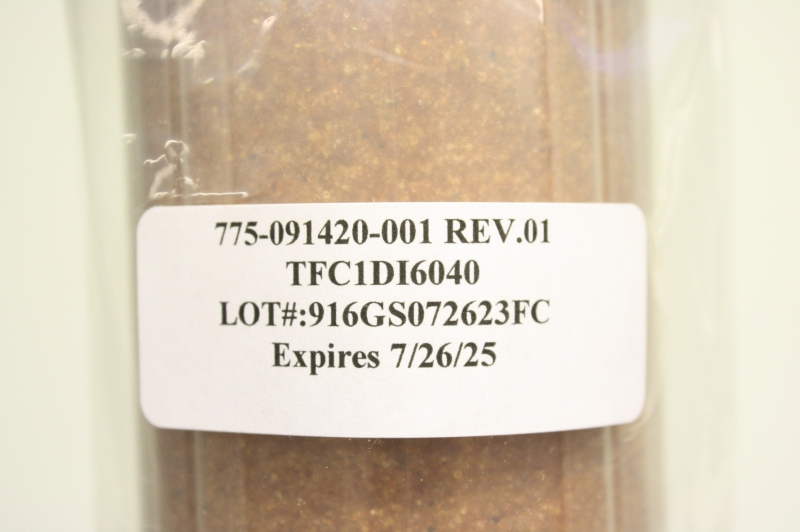 775-091420-001 REV.01
TFC1DI6040
LOT#:916GS072623FC
Expires 7/26/25